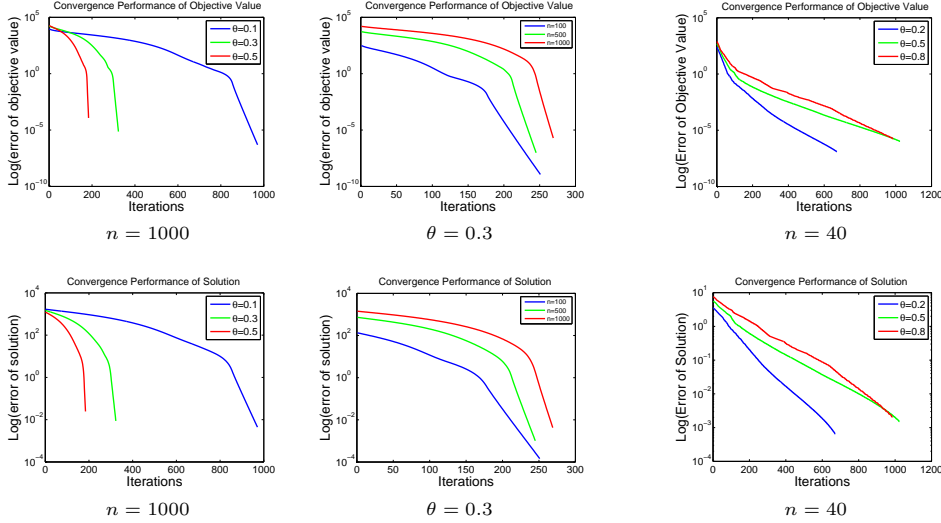 Convergence Performance of Objective Value
Log(error of objective value)
10^5
10^0
10^−5
10^−10
0 200 400 600 800 1000
Iterations
θ=0.1
θ=0.3
θ=0.5
n = 1000
Convergence Performance of Objective Value
Log(error of objective value)
10^5
10^0
10^−5
10^−10
0 50 100 150 200 250 300
Iterations
n=100
n=500
n=1000
θ = 0.3
Convergence Performance of Objective Value
Log(Error of Objective Value)
10^5
10^0
10^−5
10^−10
0 200 400 600 800 1000 1200
Iterations
θ=0.2
θ=0.5
θ=0.8
n = 40
Convergence Performance of Solution
Log(error of solution)
10^4
10^2
10^0
10^−2
10^−4
0 200 400 600 800 1000
Iterations
θ=0.1
θ=0.3
θ=0.5
n = 1000
Convergence Performance of Solution
Log(error of solution)
10^4
10^2
10^0
10^−2
10^−4
0 50 100 150 200 250 300
Iterations
n=100
n=500
n=1000
θ = 0.3
Convergence Performance of Solution
Log(Error of Solution)
10^1
10^0
10^−1
10^−2
10^−3
10^−4
0 200 400 600 800 1000 1200
Iterations
θ=0.2
θ=0.5
θ=0.8
n = 40